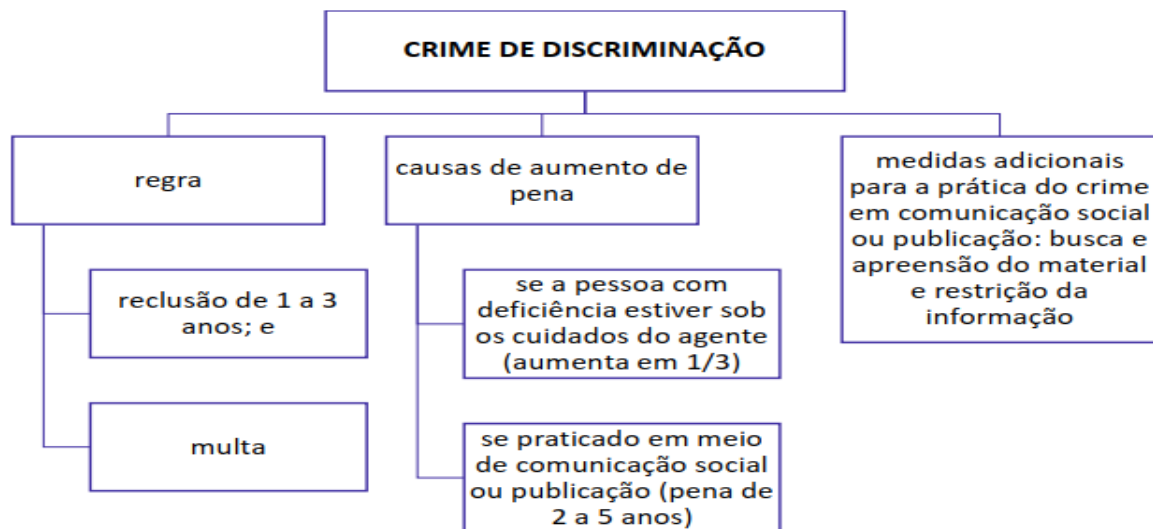 CRIME DE DISCRIMINAÇÃO
regra
reclusão de 1 a 3
anos; e
multa
causas de aumento de
pena
se a pessoa com
deficiência estiver sob
os cuidados do agente
(aumenta em 1/3)
se praticado em meio
de comunicação social
ou publicação (pena de
2 a 5 anos)
medidas adicionais
para a prática do crime
em comunicação social
ou publicação: busca e
apreensão do material
e restrição da
informação